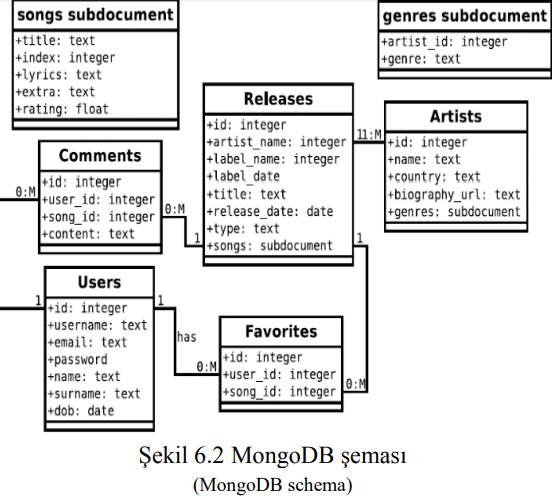 songs subdocument
+title: text
+index: integer
+lyrics: text
+extra: text
+rating: float
genres subdocument
+artist_id: integer
+genre: text
Releases
+id: integer
+artist_name: integer
+label_name: integer
+label_date
+title: text
+release_date: date
+type: text
+songs: subdocument
11:M
Artists
+id: integer
+name: text
+country: text
+biography_url: text
+genres: subdocument
Comments
+id: integer
+user_id: integer
+song_id: integer
+content: text
0:M
0:M
1
1
Users
+id: integer
+username: text
+email: text
+password
+name: text
+surname: text
+dob: date
1
1
has
0:M
Favorites
+id: integer
+user_id: integer
+song_id: integer
0:M
Şekil 6.2 MongoDB şeması
(MongoDB schema)